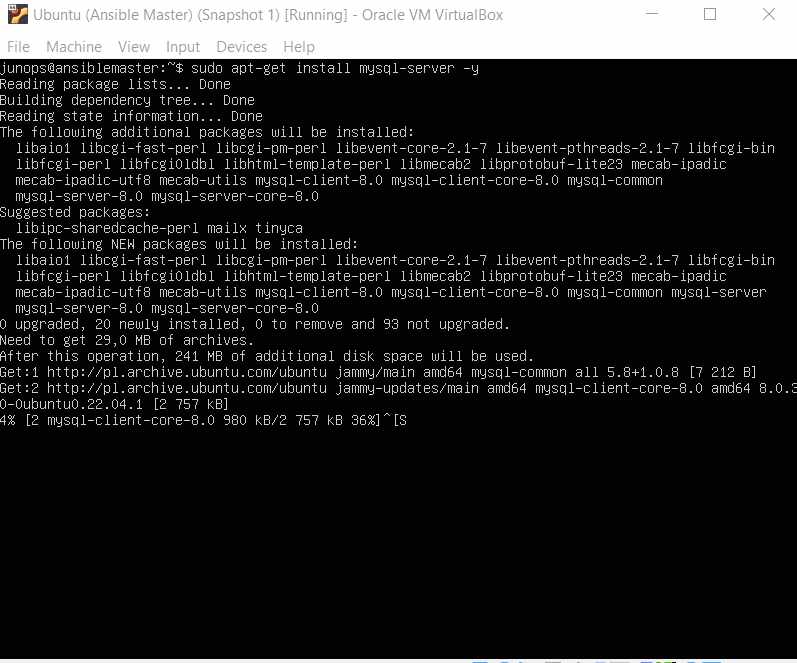 Ubuntu (Ansible Master) (Snapshot 1) [Running] - Oracle VM VirtualBox
File Machine View Input Devices Help
junops@ansiblemaster:~$ sudo apt-get install mysql-server -y
Reading package lists... Done
Building dependency tree... Done
Reading state information... Done
The following additional packages will be installed:
  libaio1 libcgi-fast-perl libcgi-pm-perl libevent-core-2.1-7 libevent-pthreads-2.1-7 libfcgi-bin
  libfcgi-perl libfcgi0ldbl libhtml-template-perl libmecab2 libprotobuf-lite23 mecab-ipadic
  mecab-ipadic-utf8 mecab-utils mysql-client-8.0 mysql-client-core-8.0 mysql-common
  mysql-server-8.0 mysql-server-core-8.0
Suggested packages:
  libipc-sharedcache-perl mailx tinyca
The following NEW packages will be installed:
  libaio1 libcgi-fast-perl libcgi-pm-perl libevent-core-2.1-7 libevent-pthreads-2.1-7 libfcgi-bin
  libfcgi-perl libfcgi0ldbl libhtml-template-perl libmecab2 libprotobuf-lite23 mecab-ipadic
  mecab-ipadic-utf8 mecab-utils mysql-client-8.0 mysql-client-core-8.0 mysql-common mysql-server
  mysql-server-8.0 mysql-server-core-8.0
0 upgraded, 20 newly installed, 0 to remove and 93 not upgraded.
Need to get 29,0 MB of archives.
After this operation, 241 MB of additional disk space will be used.
Get:1 http://pl.archive.ubuntu.com/ubuntu jammy/main amd64 mysql-common all 5.8+1.0.8 [7 212 B]
Get:2 http://pl.archive.ubuntu.com/ubuntu jammy-updates/main amd64 mysql-client-core-8.0 amd64 8.0.3
0-0ubuntu0.22.04.1 [2 757 kB]
4% [2 mysql-client-core-8.0 980 kB/2 757 kB 36%]^[S